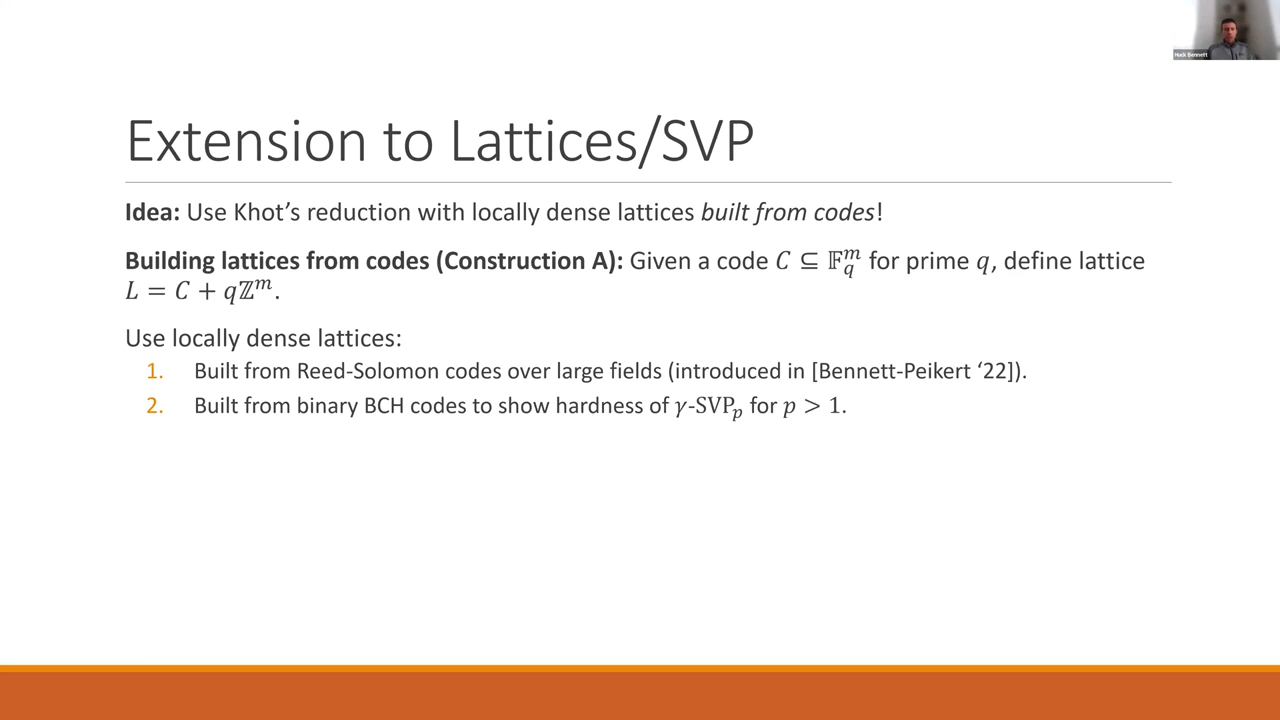 Huck Bennett
Extension to Lattices/SVP
Idea: Use Khot’s reduction with locally dense lattices built from codes!
Building lattices from codes (Construction A): Given a code 𝐶 ⊆ 𝔽_q^m for prime 𝑞, define lattice
𝐿 = 𝐶 + 𝑞ℤ^m.
Use locally dense lattices:
1. Built from Reed-Solomon codes over large fields (introduced in [Bennett-Peikert ‘22]).
2. Built from binary BCH codes to show hardness of 𝛾-SVP_p for 𝑝 > 1.